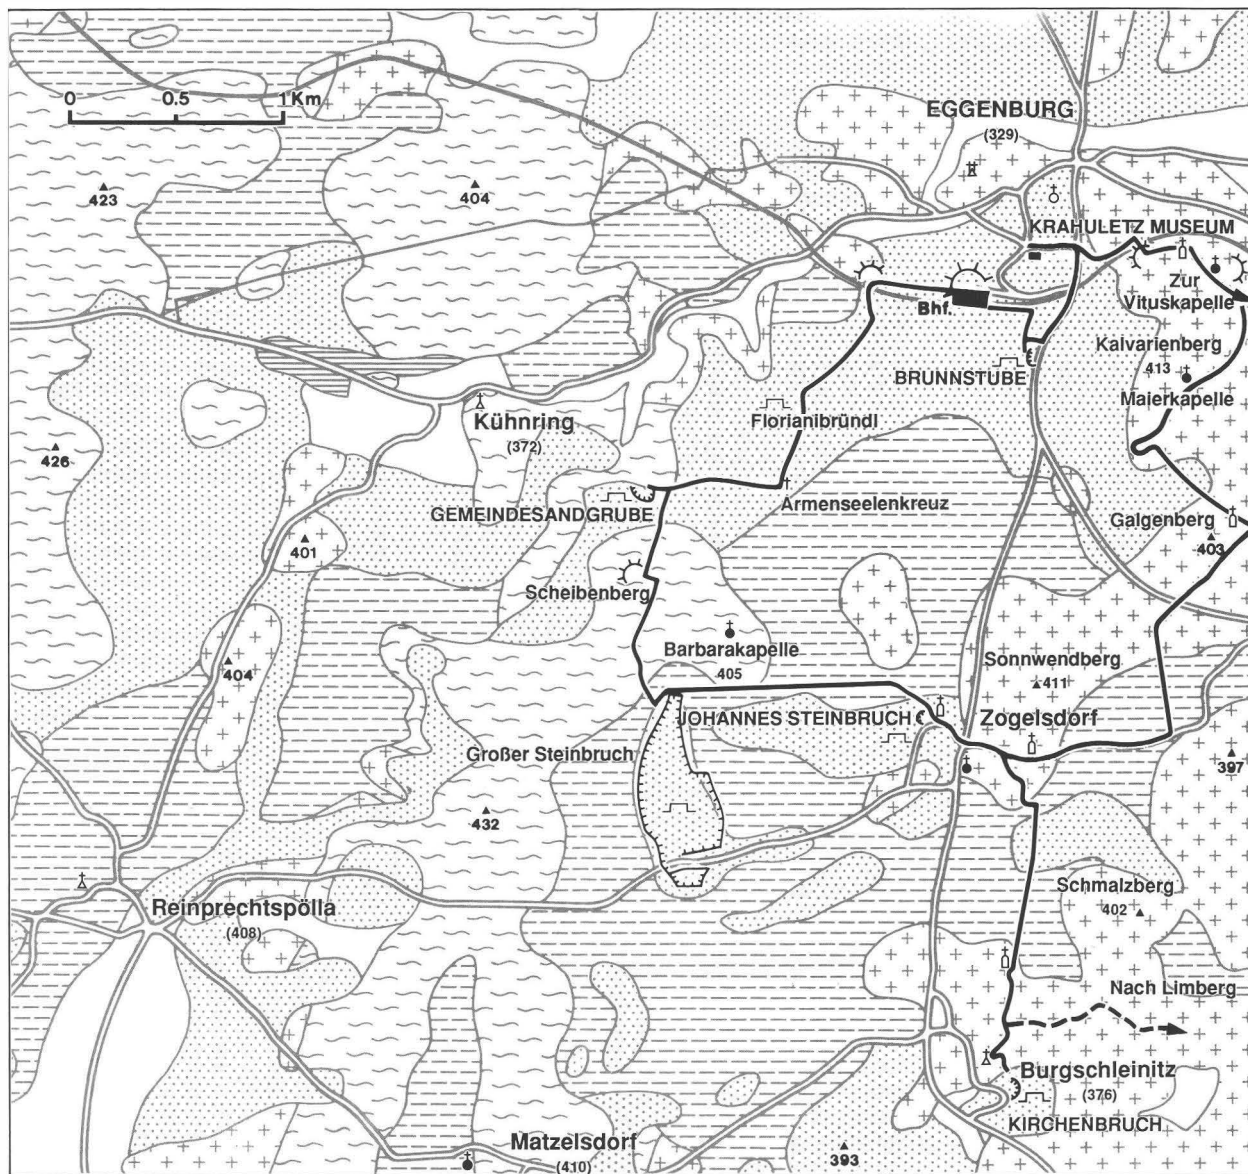 0 0.5 1 Km
EGGENBURG
(329)
423
404
KRAHULETZ MUSEUM
Zur
Vituskapelle
Bhf.
Kalvarienberg
413
BRUNNSTUBE
Maierkapelle
Florianibründl
Kühnring
(372)
426
Armenseelenkreuz
GEMEINDESANDGRUBE
Galgenberg
403
401
Scheibenberg
Barbarakapelle
405
Sonnwendberg
411
404
JOHANNES STEINBRUCH
Zogelsdorf
Großer Steinbruch
397
432
Schmalzberg
402
Reinprechtspölla
(408)
Nach Limberg
Burgschleinitz
(376)
KIRCHENBRUCH
Matzelsdorf
(410)
393